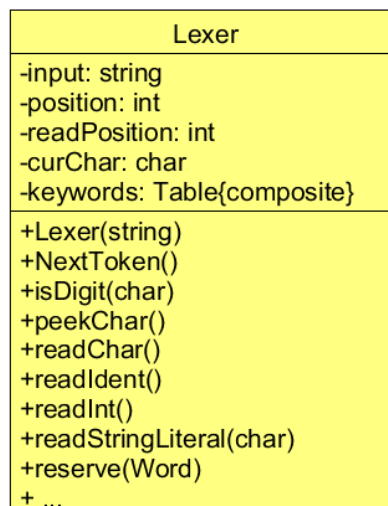 Lexer
-input: string
-position: int
-readPosition: int
-curChar: char
-keywords: Table{composite}
+Lexer(string)
+NextToken()
+isDigit(char)
+peekChar()
+readChar()
+readIdent()
+readInt()
+readStringLiteral(char)
+reserve(Word)
+ ...